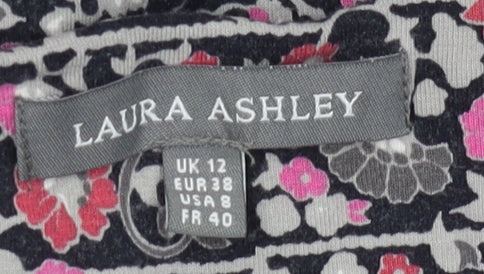 LAURA ASHLEY
UK 12
EUR 38
USA 8
FR 40